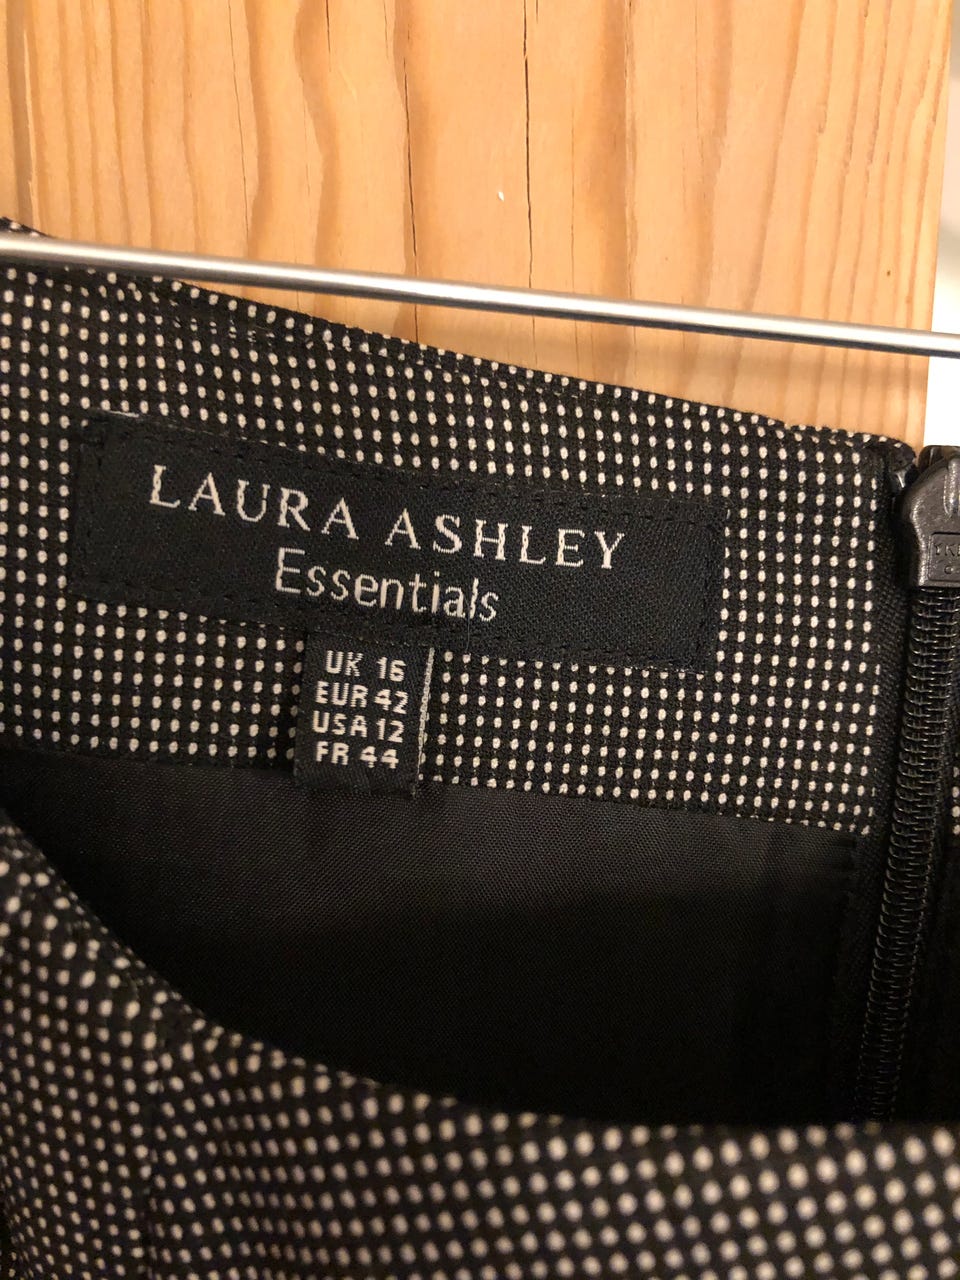 LAURA ASHLEY
Essentials
UK 16
EUR 42
USA 12
FR 44